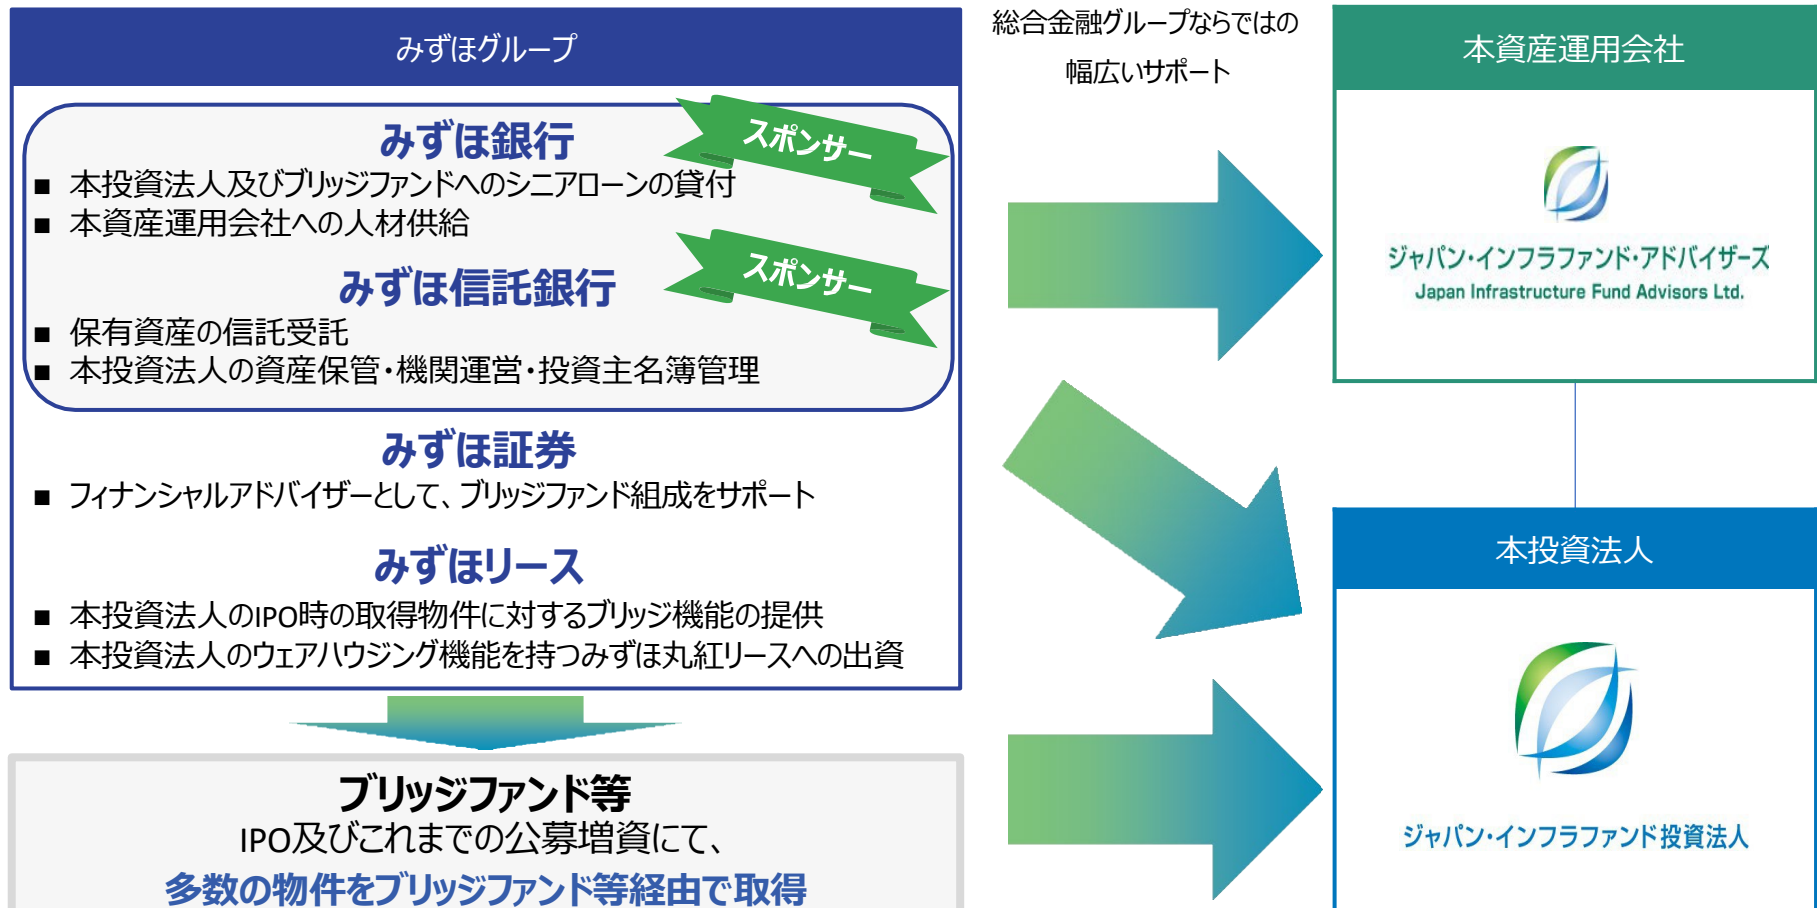 みずほグループ
みずほ銀行
スポンサー
■ 本投資法人及びブリッジファンドへのシニアローンの貸付
■ 本資産運用会社への人材供給
みずほ信託銀行
スポンサー
■ 保有資産の信託受託
■ 本投資法人の資産保管・機関運営・投資主名簿管理
みずほ証券
■ フィナンシャルアドバイザーとして、ブリッジファンド組成をサポート
みずほリース
■ 本投資法人のIPO時の取得物件に対するブリッジ機能の提供
■ 本投資法人のウェアハウジング機能を持つみずほ丸紅リースへの出資
ブリッジファンド等
IPO及びこれまでの公募増資にて、
多数の物件をブリッジファンド等経由で取得
総合金融グループならではの
幅広いサポート
本資産運用会社
ジャパン・インフラファンド・アドバイザーズ
Japan Infrastructure Fund Advisors Ltd.
本投資法人
ジャパン・インフラファンド投資法人